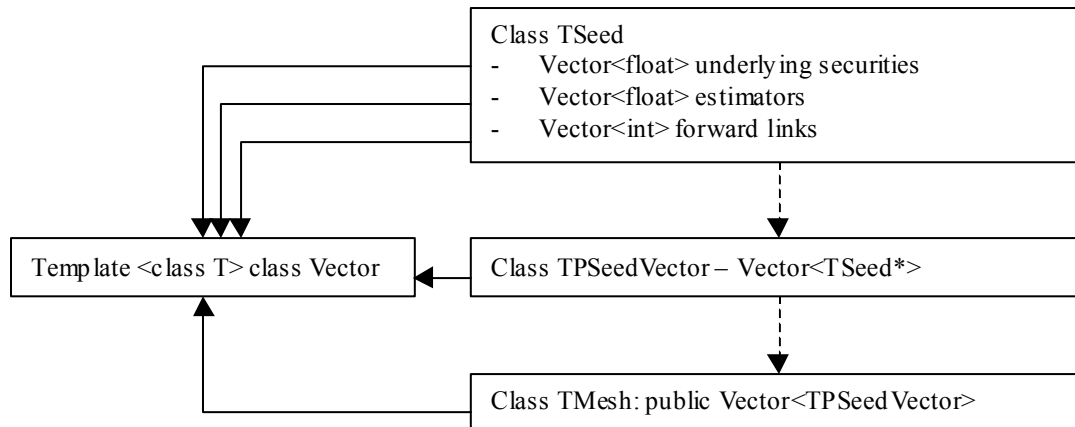 Class TSeed
- Vector<float> underlying securities
- Vector<float> estimators
- Vector<int> forward links
Template <class T> class Vector
Class TPSeedVector – Vector<TSeed*>
Class TMesh: public Vector<TPSeedVector>